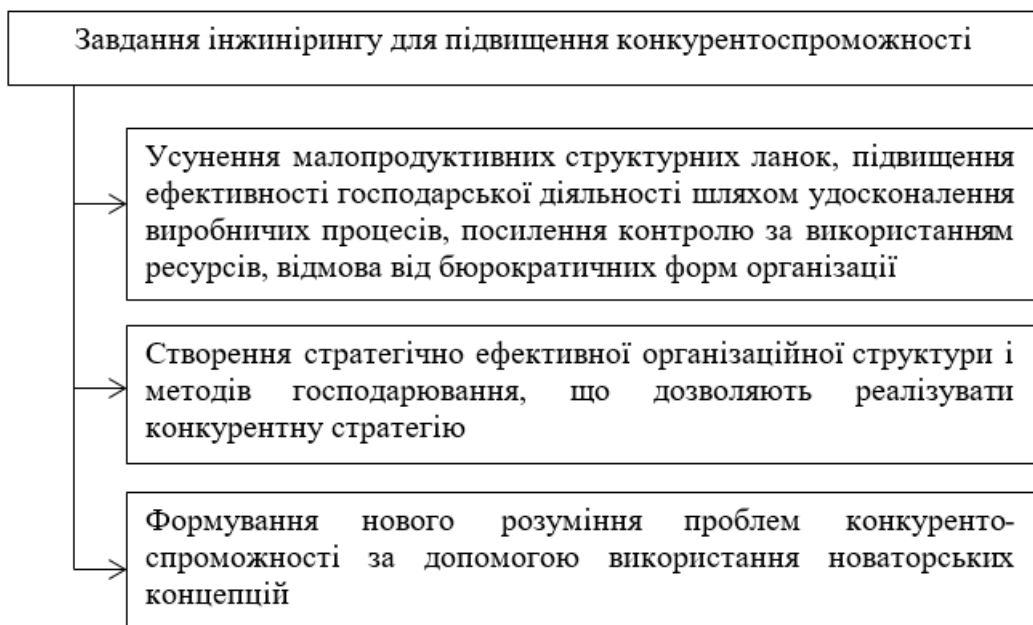 Завдання інжинірингу для підвищення конкурентоспроможності
Усунення малопродуктивних структурних ланок, підвищення
ефективності господарської діяльності шляхом удосконалення
виробничих процесів, посилення контролю за використанням
ресурсів, відмова від бюрократичних форм організації
Створення стратегічно ефективної організаційної структури і
методів господарювання, що дозволяють реалізувати
конкурентну стратегію
Формування нового розуміння проблем конкуренто-
спроможності за допомогою використання новаторських
концепцій